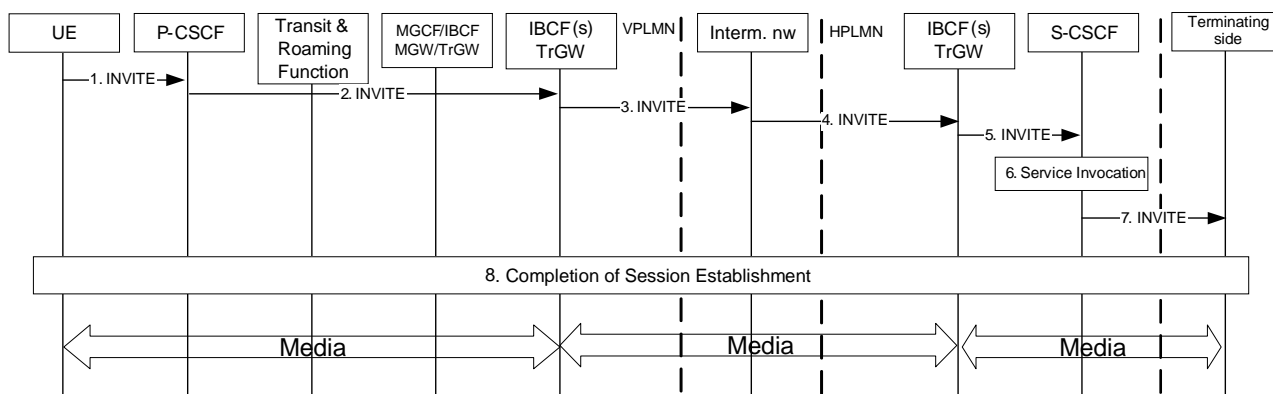 UE
P-CSCF
Transit &
Roaming
Function
MGCF/IBCF
MGW/TrGW
IBCF(s)
TrGW
VPLMN
Interm. nw
HPLMN
IBCF(s)
TrGW
S-CSCF
Terminating
side
1. INVITE
2. INVITE
3. INVITE
4. INVITE
5. INVITE
6. Service Invocation
7. INVITE
8. Completion of Session Establishment
Media
Media
Media